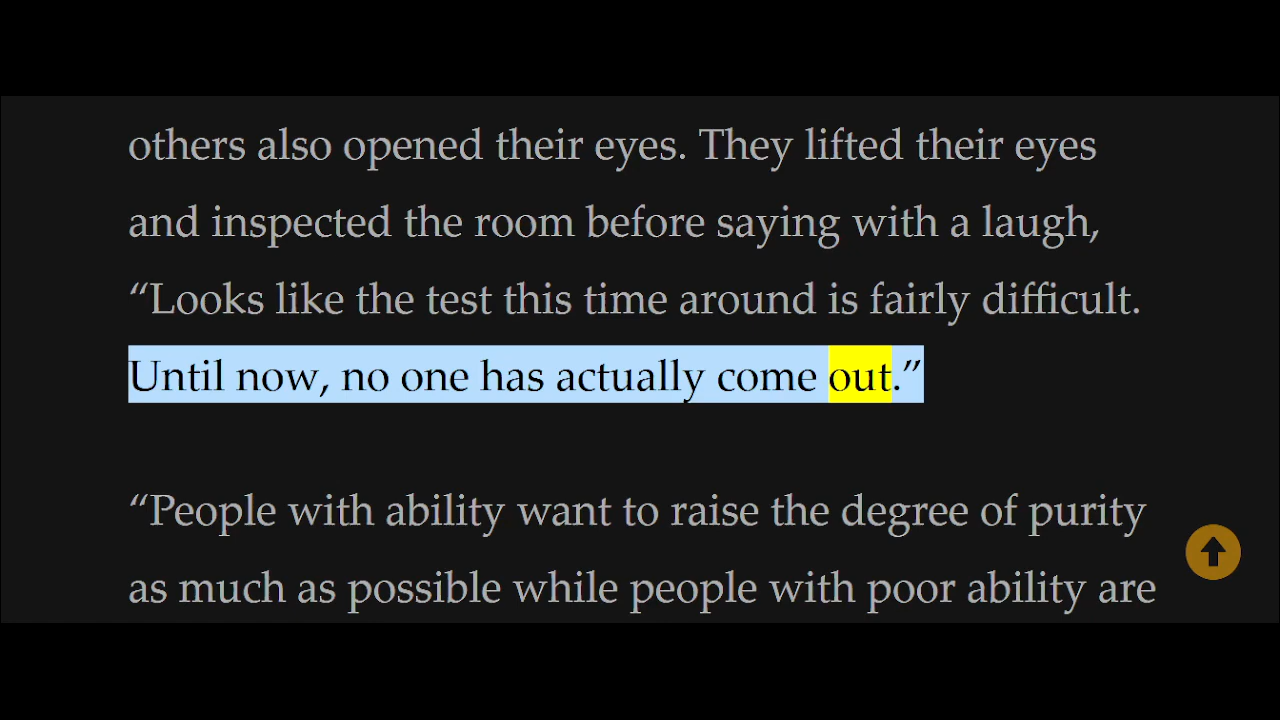 others also opened their eyes. They lifted their eyes
and inspected the room before saying with a laugh,
“Looks like the test this time around is fairly difficult.
Until now, no one has actually come out.”
“People with ability want to raise the degree of purity
as much as possible while people with poor ability are